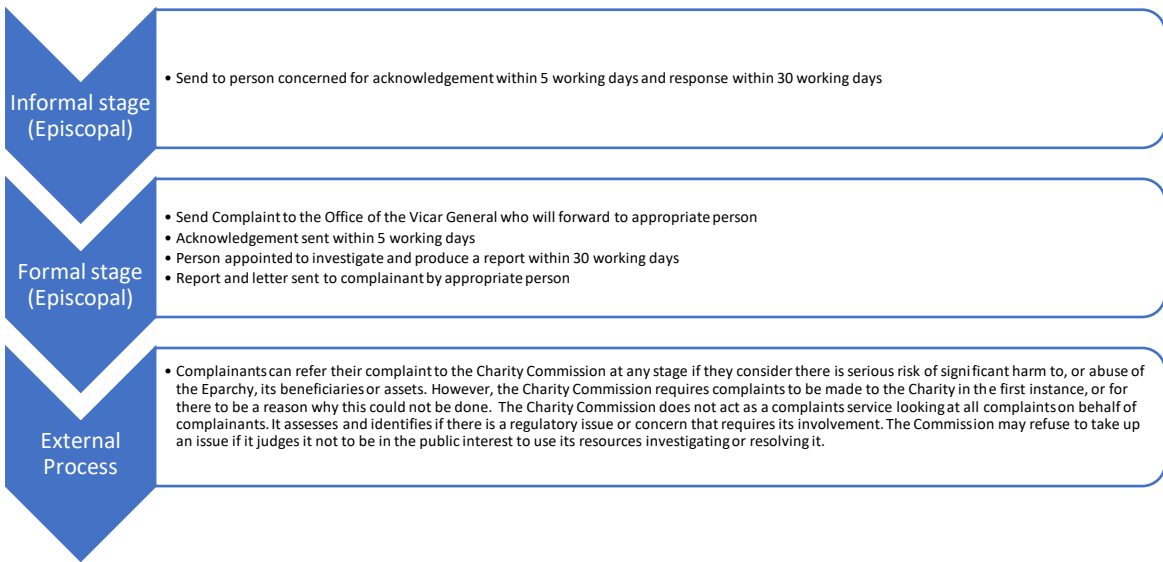 Informal stage
(Episcopal)
• Send to person concerned for acknowledgement within 5 working days and response within 30 working days
Formal stage
(Episcopal)
• Send Complaint to the Office of the Vicar General who will forward to appropriate person
• Acknowledgement sent within 5 working days
• Person appointed to investigate and produce a report within 30 working days
• Report and letter sent to complainant by appropriate person
External
Process
• Complainants can refer their complaint to the Charity Commission at any stage if they consider there is serious risk of significant harm to, or abuse of
the Eparchy, its beneficiaries or assets. However, the Charity Commission requires complaints to be made to the Charity in the first instance, or for
there to be a reason why this could not be done. The Charity Commission does not act as a complaints service looking at all complaints on behalf of
complainants. It assesses and identifies if there is a regulatory issue or concern that requires its involvement. The Commission may refuse to take up
an issue if it judges it not to be in the public interest to use its resources investigating or resolving it.